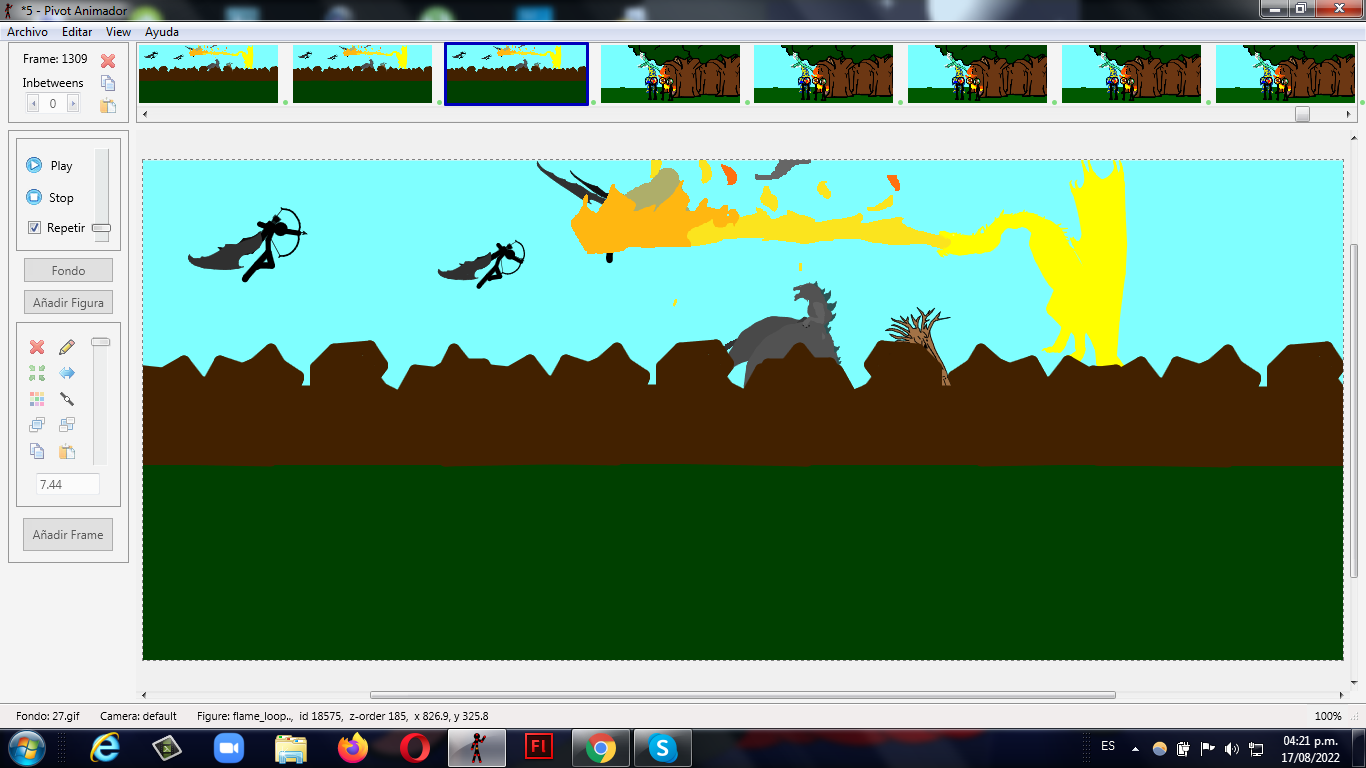 *5 - Pivot Animador
Archivo Editar View Ayuda
Frame: 1309
Inbetweens
0
Play
Stop
Repetir
Fondo
Añadir Figura
7.44
Añadir Frame
Fondo: 27.gif Camera: default Figure: flame_loop.., id 18575, z-order 185, x 826.9, y 325.8 100%
Fl
S
ES
04:21 p.m.
17/08/2022